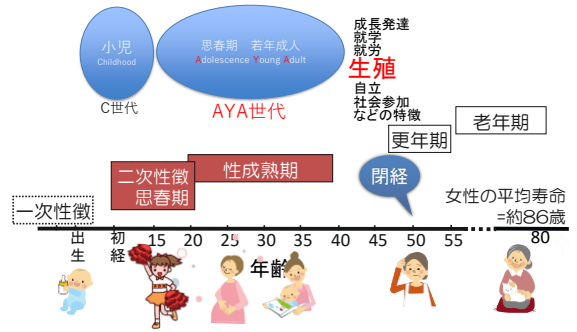 小児
Childhood
C世代
思春期　若年成人
Adolescence Young Adult
AYA世代
成長発達
就学
就労
生殖
自立
社会参加
などの特徴
老年期
更年期
性成熟期
二次性徴
思春期
閉経
一次性徴
女性の平均寿命
=約86歳
出生
初経
15 20 25 30 35 40 45 50 55 80
年齢